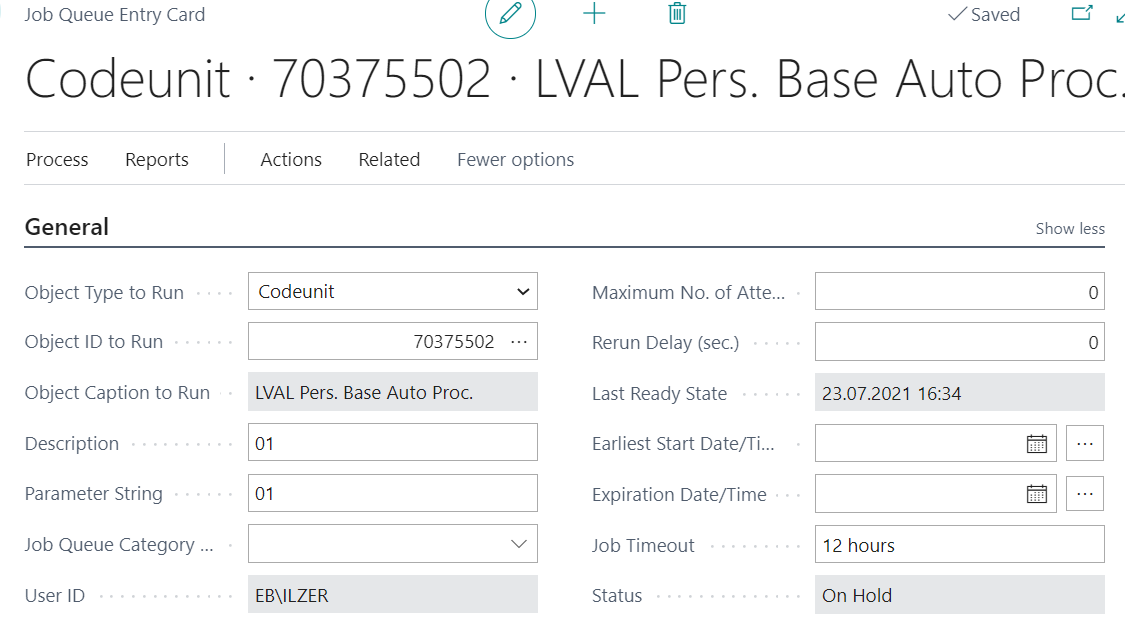 Job Queue Entry Card
Saved
Codeunit · 70375502 · LVAL Pers. Base Auto Proc.
Process Reports Actions Related Fewer options
General
Show less
Object Type to Run Codeunit
Object ID to Run 70375502 ...
Object Caption to Run LVAL Pers. Base Auto Proc.
Description 01
Parameter String 01
Job Queue Category ...
User ID EB\ILZER
Maximum No. of Atte... 0
Rerun Delay (sec.) 0
Last Ready State 23.07.2021 16:34
Earliest Start Date/Ti... ...
Expiration Date/Time ...
Job Timeout 12 hours
Status On Hold